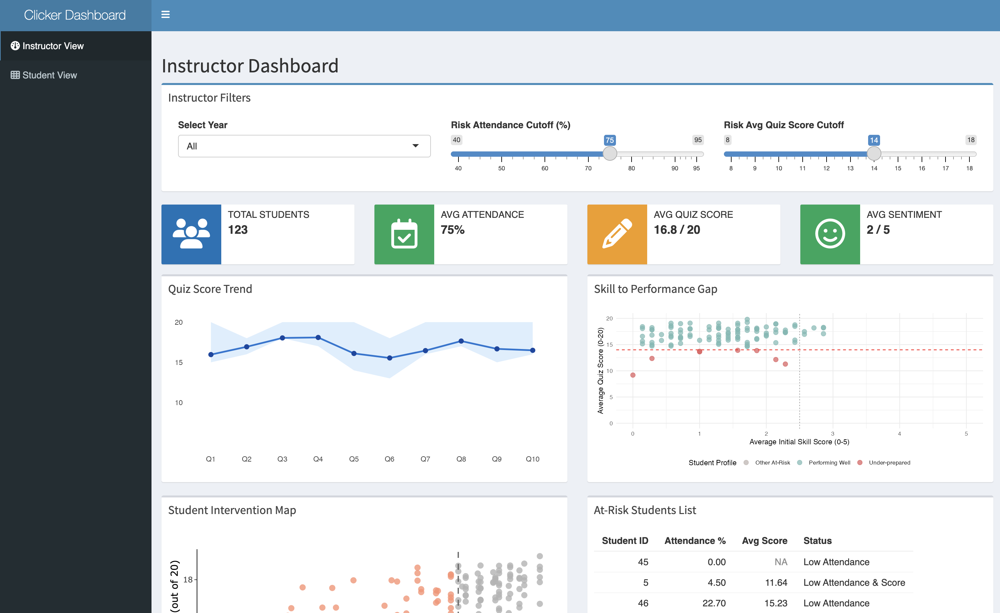 Clicker Dashboard
Instructor View
Student View
Instructor Dashboard
Instructor Filters
Select Year
All
Risk Attendance Cutoff (%)
40 75 95
40 50 60 70 80 90 95
Risk Avg Quiz Score Cutoff
8 14 18
8 9 10 11 12 13 14 15 16 17 18
TOTAL STUDENTS
123
AVG ATTENDANCE
75%
AVG QUIZ SCORE
16.8 / 20
AVG SENTIMENT
2 / 5
Quiz Score Trend
20
15
10
Q1 Q2 Q3 Q4 Q5 Q6 Q7 Q8 Q9 Q10
Skill to Performance Gap
Average Quiz Score (0-20)
20
15
10
5
0
0 1 2 3 4 5
Average Initial Skill Score (0-5)
Student Profile Other At-Risk Performing Well Under-prepared
Student Intervention Map
(out of 20)
18
At-Risk Students List
Student ID Attendance % Avg Score Status
45 0.00 NA Low Attendance
5 4.50 11.64 Low Attendance & Score
46 22.70 15.23 Low Attendance